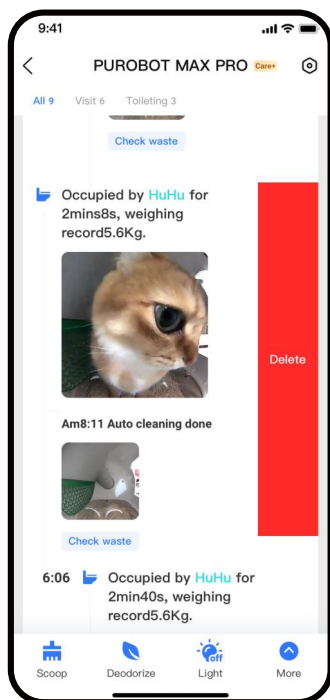 9:41
PUROBOT MAX PRO Care+
All 9 Visit 6 Toileting 3
Check waste
Occupied by HuHu for
2mins8s, weighing
record5.6Kg.
Delete
Am8:11 Auto cleaning done
Check waste
6:06 Occupied by HuHu for
2min40s, weighing
record5.6Kg.
off
Scoop Deodorize Light More